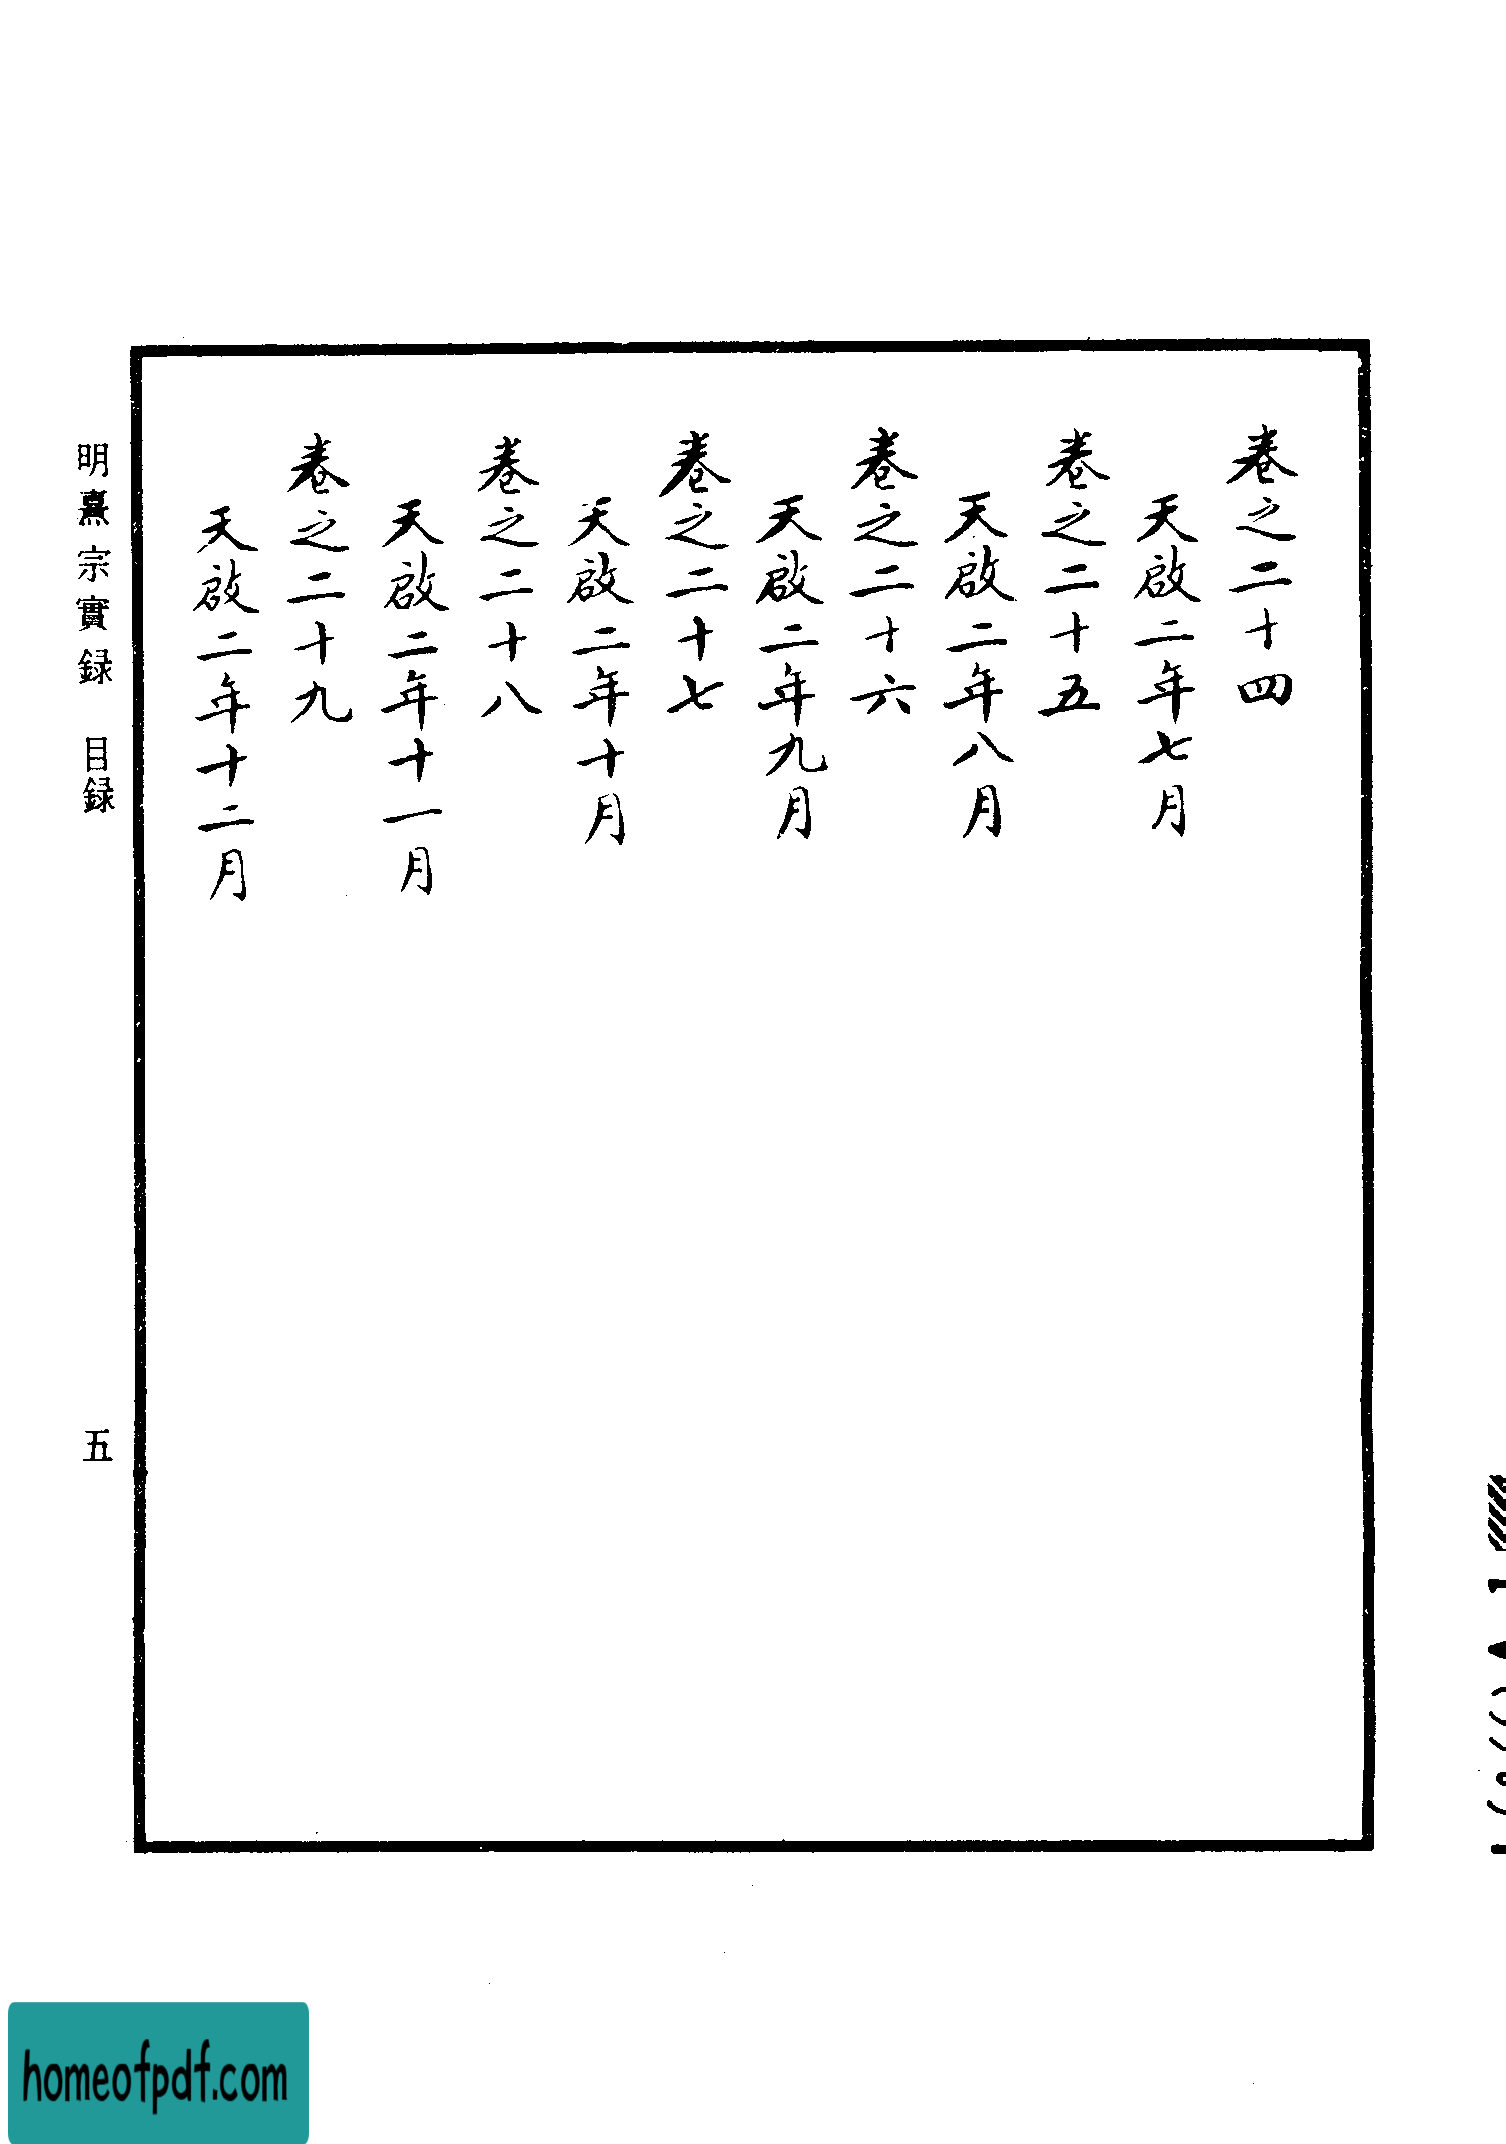 卷之二十四
天啟二年七月
卷之二十五
天啟二年八月
卷之二十六
天啟二年九月
卷之二十七
天啟二年十月
卷之二十八
天啟二年十一月
卷之二十九
天啟二年十二月
明熹宗實録 目録
五
homeofpdf.com